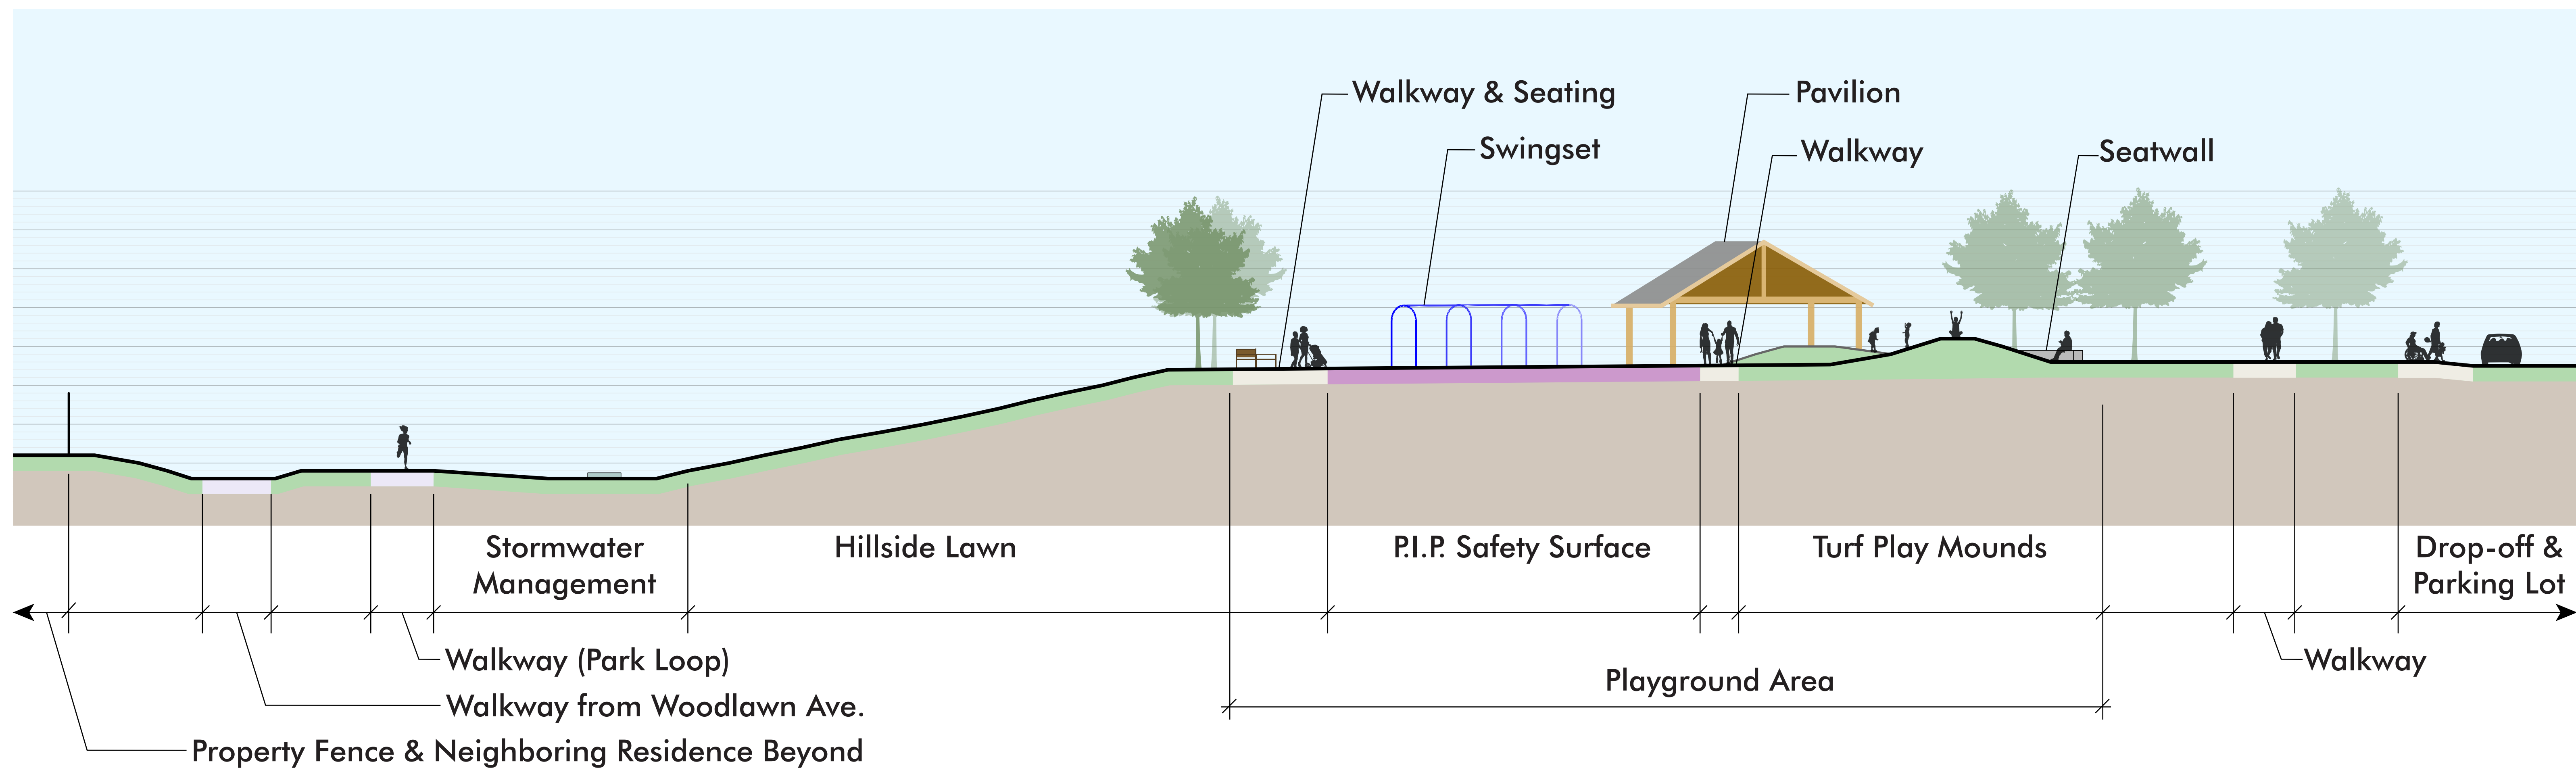 Walkway & Seating
Pavilion
Swingset
Walkway
Seatwall
Stormwater
Management
Hillside Lawn
P.I.P. Safety Surface
Turf Play Mounds
Drop-off &
Parking Lot
Walkway (Park Loop)
Walkway
Playground Area
Walkway from Woodlawn Ave.
Property Fence & Neighboring Residence Beyond